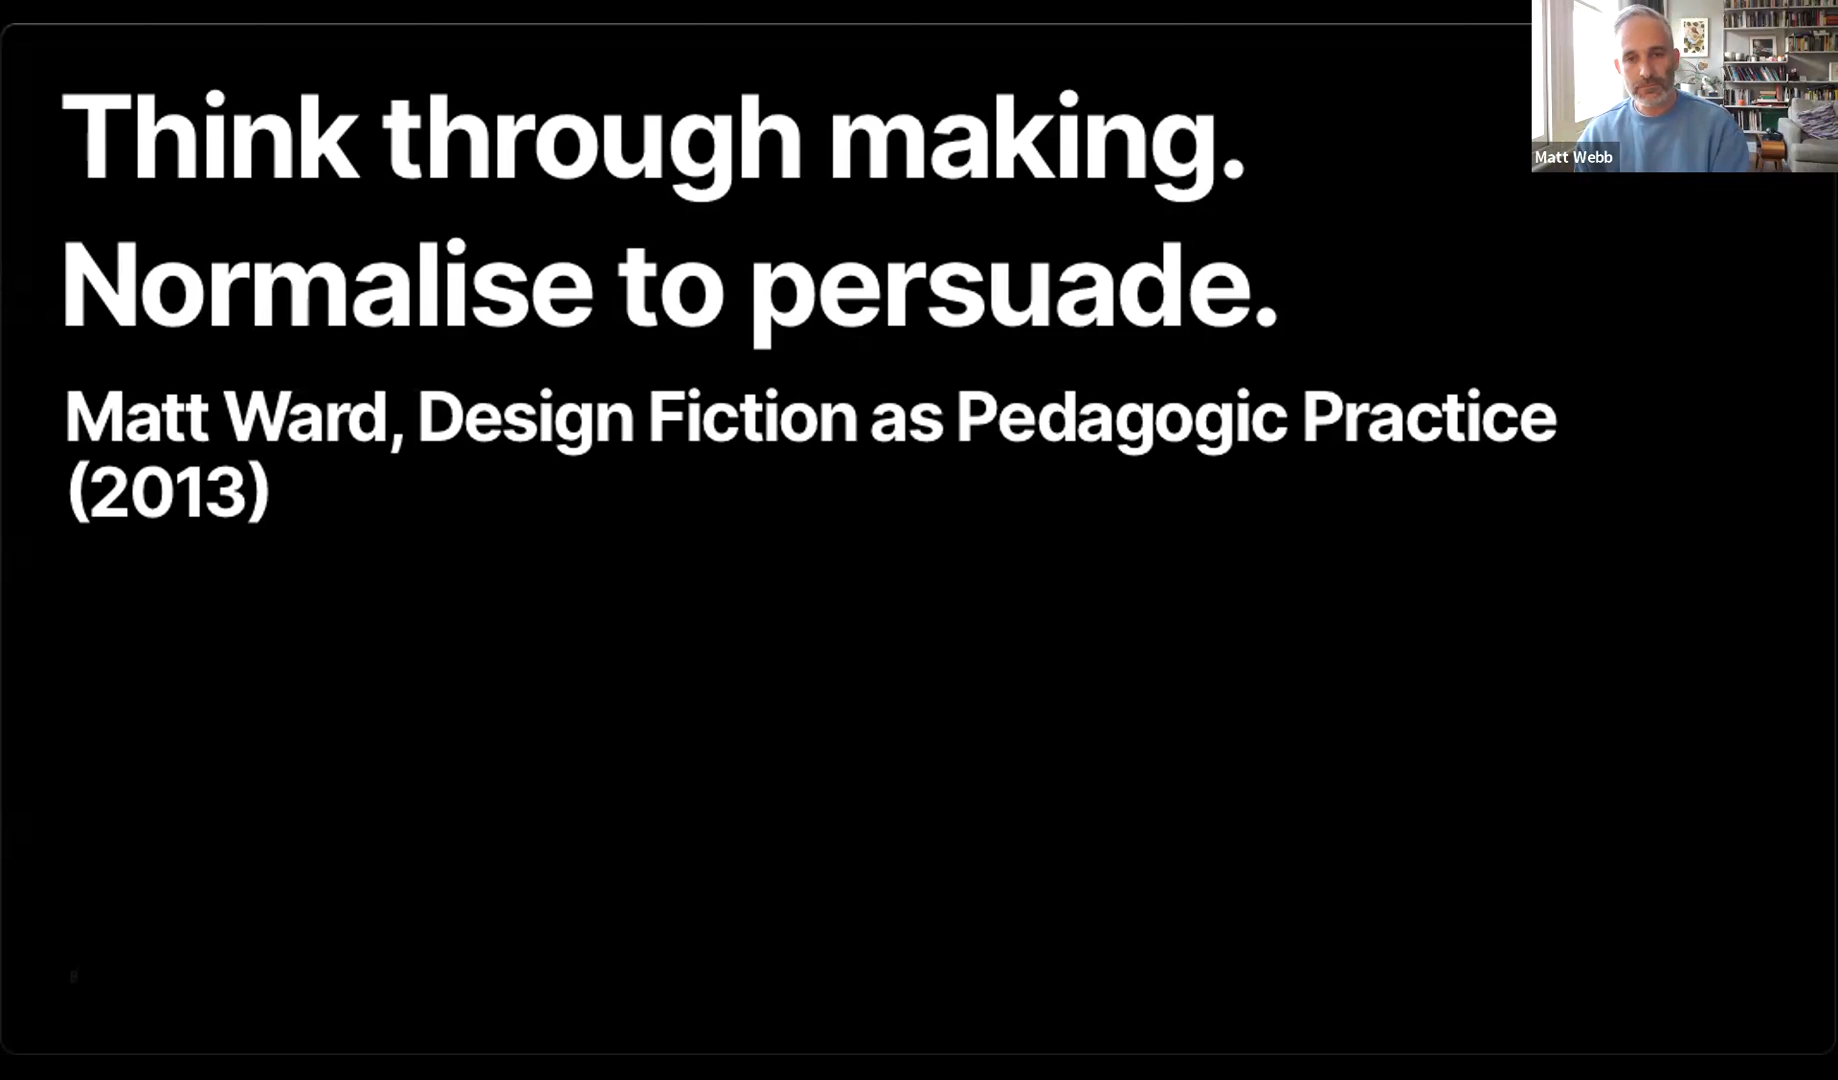 Think through making.
Normalise to persuade.
Matt Ward, Design Fiction as Pedagogic Practice
(2013)
Matt Webb